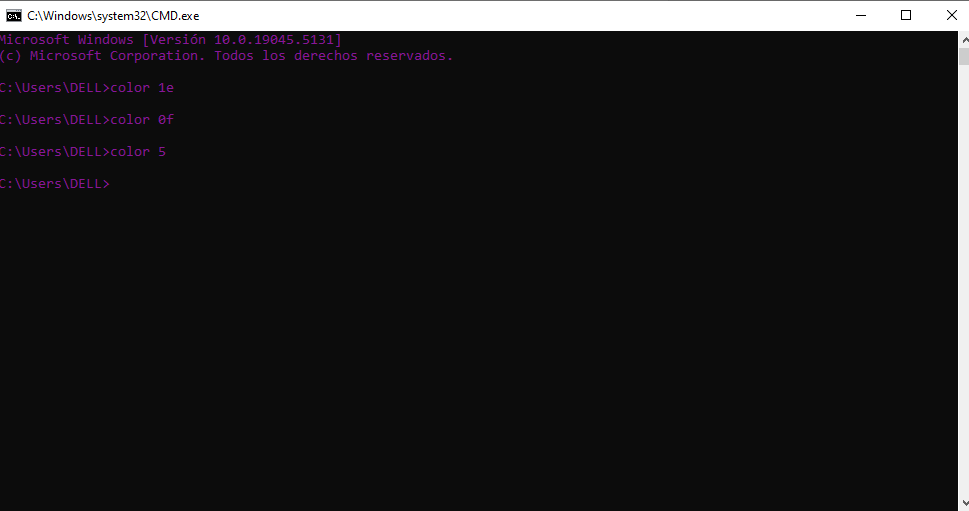 C:\Windows\system32\CMD.exe
Microsoft Windows [Versión 10.0.19045.5131]
(c) Microsoft Corporation. Todos los derechos reservados.
C:\Users\DELL>color 1e
C:\Users\DELL>color 0f
C:\Users\DELL>color 5
C:\Users\DELL>